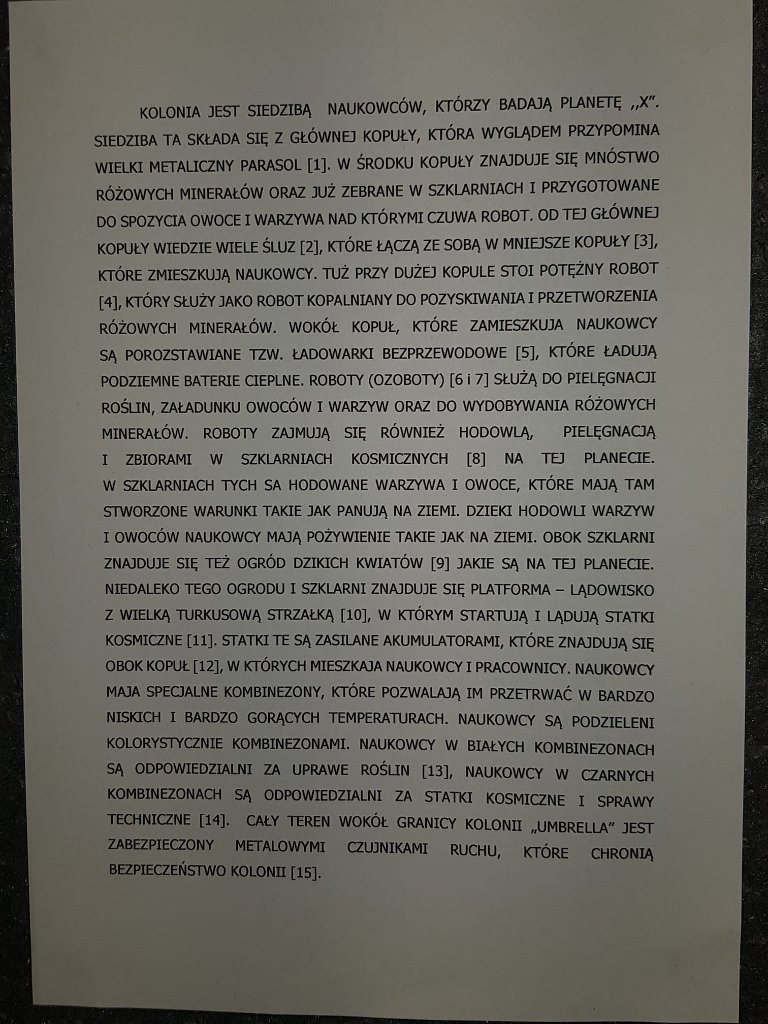 KOLONIA JEST SIEDZIBĄ NAUKOWCÓW, KTÓRZY BADAJĄ PLANETĘ ,,X”.
SIEDZIBA TA SKŁADA SIĘ Z GŁÓWNEJ KOPUŁY, KTÓRA WYGLĄDEM PRZYPOMINA
WIELKI METALICZNY PARASOL [1]. W ŚRODKU KOPUŁY ZNAJDUJE SIĘ MNÓSTWO
RÓŻOWYCH MINERAŁÓW ORAZ JUŻ ZEBRANE W SZKLARNIACH I PRZYGOTOWANE
DO SPOZYCIA OWOCE I WARZYWA NAD KTÓRYMI CZUWA ROBOT. OD TEJ GŁÓWNEJ
KOPUŁY WIEDZIE WIELE ŚLUZ [2], KTÓRE ŁĄCZĄ ZE SOBĄ W MNIEJSZE KOPUŁY [3],
KTÓRE ZMIESZKUJĄ NAUKOWCY. TUŻ PRZY DUŻEJ KOPULE STOI POTĘŻNY ROBOT
[4], KTÓRY SŁUŻY JAKO ROBOT KOPALNIANY DO POZYSKIWANIA I PRZETWORZENIA
RÓŻOWYCH MINERAŁÓW. WOKÓŁ KOPUŁ, KTÓRE ZAMIESZKUJA NAUKOWCY
SĄ POROZSTAWIANE TZW. ŁADOWARKI BEZPRZEWODOWE [5], KTÓRE ŁADUJĄ
PODZIEMNE BATERIE CIEPLNE. ROBOTY (OZOBOTY) [6 i 7] SŁUŻĄ DO PIELĘGNACJI
ROŚLIN, ZAŁADUNKU OWOCÓW I WARZYW ORAZ DO WYDOBYWANIA RÓŻOWYCH
MINERAŁÓW. ROBOTY ZAJMUJĄ SIĘ RÓWNIEŻ HODOWLĄ, PIELĘGNACJĄ
I ZBIORAMI W SZKLARNIACH KOSMICZNYCH [8] NA TEJ PLANECIE.
W SZKLARNIACH TYCH SA HODOWANE WARZYWA I OWOCE, KTÓRE MAJĄ TAM
STWORZONE WARUNKI TAKIE JAK PANUJĄ NA ZIEMI. DZIEKI HODOWLI WARZYW
I OWOCÓW NAUKOWCY MAJĄ POŻYWIENIE TAKIE JAK NA ZIEMI. OBOK SZKLARNI
ZNAJDUJE SIĘ TEŻ OGRÓD DZIKICH KWIATÓW [9] JAKIE SĄ NA TEJ PLANECIE.
NIEDALEKO TEGO OGRODU I SZKLARNI ZNAJDUJE SIĘ PLATFORMA – LĄDOWISKO
Z WIELKĄ TURKUSOWĄ STRZAŁKĄ [10], W KTÓRYM STARTUJĄ I LĄDUJĄ STATKI
KOSMICZNE [11]. STATKI TE SĄ ZASILANE AKUMULATORAMI, KTÓRE ZNAJDUJĄ SIĘ
OBOK KOPUŁ [12], W KTÓRYCH MIESZKAJA NAUKOWCY I PRACOWNICY. NAUKOWCY
MAJA SPECJALNE KOMBINEZONY, KTÓRE POZWALAJĄ IM PRZETRWAĆ W BARDZO
NISKICH I BARDZO GORĄCYCH TEMPERATURACH. NAUKOWCY SĄ PODZIELENI
KOLORYSTYCZNIE KOMBINEZONAMI. NAUKOWCY W BIAŁYCH KOMBINEZONACH
SĄ ODPOWIEDZIALNI ZA UPRAWE ROŚLIN [13], NAUKOWCY W CZARNYCH
KOMBINEZONACH SĄ ODPOWIEDZIALNI ZA STATKI KOSMICZNE I SPRAWY
TECHNICZNE [14]. CAŁY TEREN WOKÓŁ GRANICY KOLONII „UMBRELLA” JEST
ZABEZPIECZONY METALOWYMI CZUJNIKAMI RUCHU, KTÓRE CHRONIĄ
BEZPIECZEŃSTWO KOLONII [15].